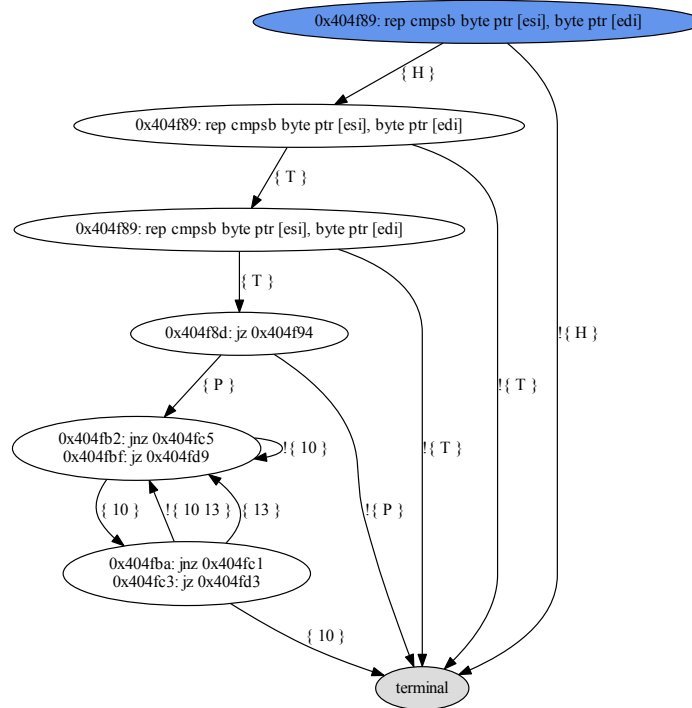 0x404f89: rep cmpsb byte ptr [esi], byte ptr [edi]
{ H }
0x404f89: rep cmpsb byte ptr [esi], byte ptr [edi]
{ T }
0x404f89: rep cmpsb byte ptr [esi], byte ptr [edi]
{ T }
0x404f8d: jz 0x404f94
!{ H }
!{ T }
{ P }
0x404fb2: jnz 0x404fc5
0x404fbf: jz 0x404fd9
!{ 10 }
!{ T }
{ 10 }
!{ 10 13 }
{ 13 }
!{ P }
0x404fba: jnz 0x404fc1
0x404fc3: jz 0x404fd3
{ 10 }
terminal